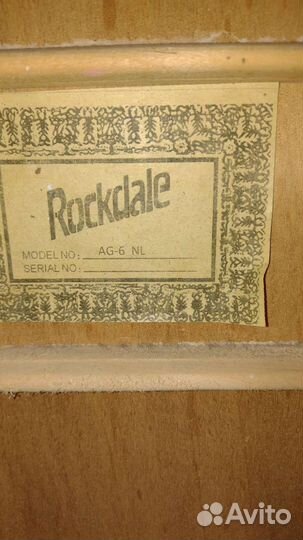 Rockdale
MODEL NO: AG-6 NL
SERIAL NO:
Avito